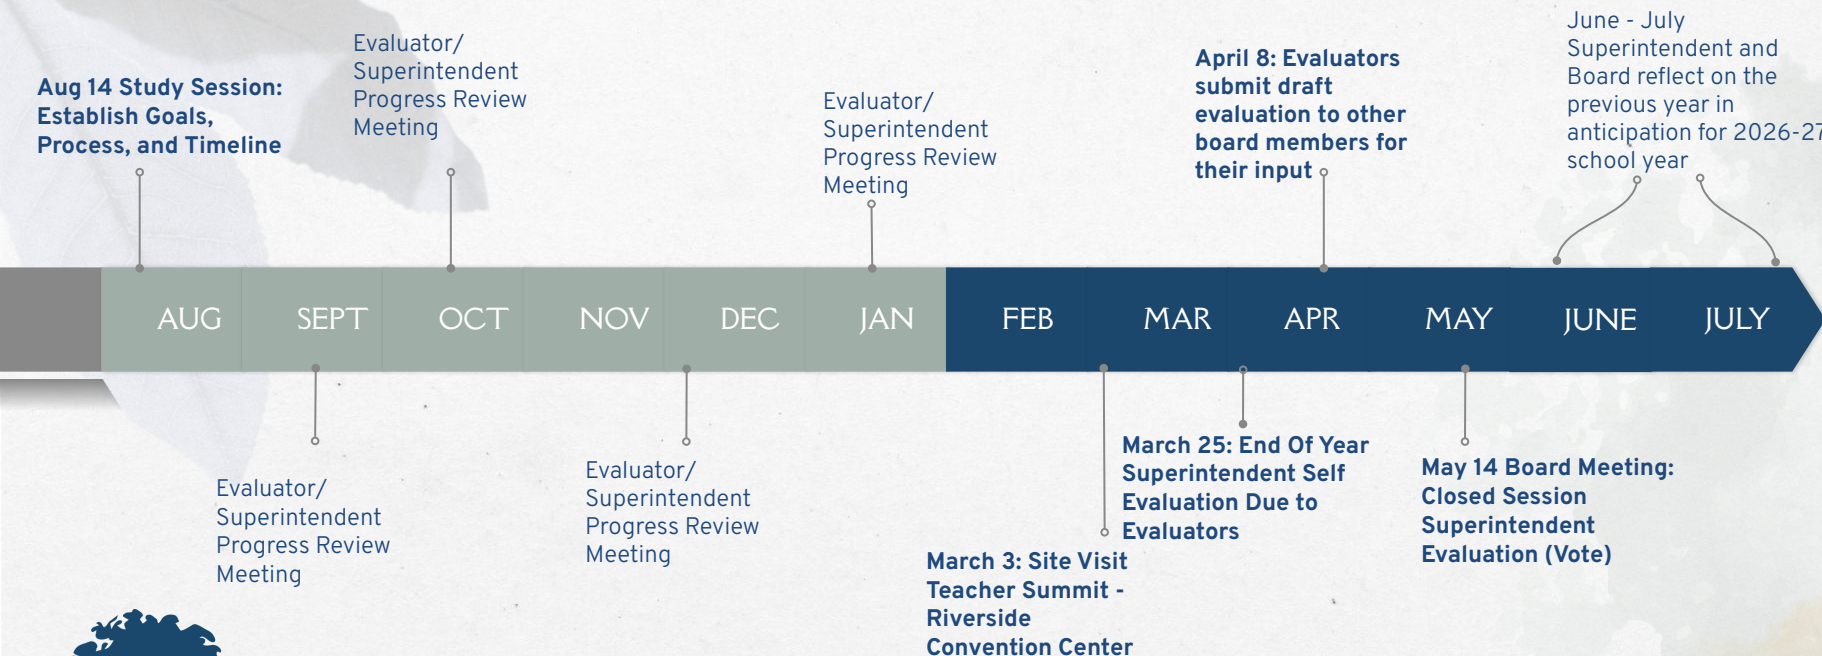 Aug 14 Study Session:
Establish Goals,
Process, and Timeline
Evaluator/
Superintendent
Progress Review
Meeting
Evaluator/
Superintendent
Progress Review
Meeting
April 8: Evaluators
submit draft
evaluation to other
board members for
their input
June - July
Superintendent and
Board reflect on the
previous year in
anticipation for 2026-27
school year
AUG SEPT OCT NOV DEC JAN FEB MAR APR MAY JUNE JULY
Evaluator/
Superintendent
Progress Review
Meeting
Evaluator/
Superintendent
Progress Review
Meeting
March 3: Site Visit
Teacher Summit -
Riverside
Convention Center
March 25: End Of Year
Superintendent Self
Evaluation Due to
Evaluators
May 14 Board Meeting:
Closed Session
Superintendent
Evaluation (Vote)